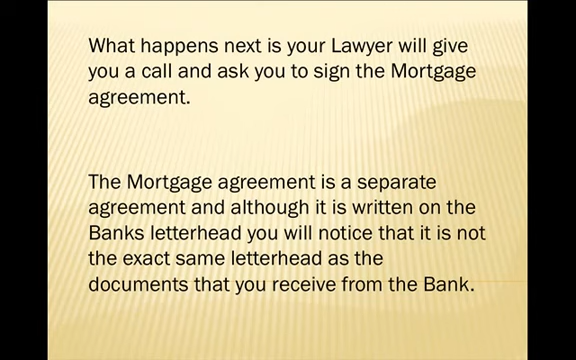 What happens next is your Lawyer will give
you a call and ask you to sign the Mortgage
agreement.
The Mortgage agreement is a separate
agreement and although it is written on the
Banks letterhead you will notice that it is not
the exact same letterhead as the
documents that you receive from the Bank.